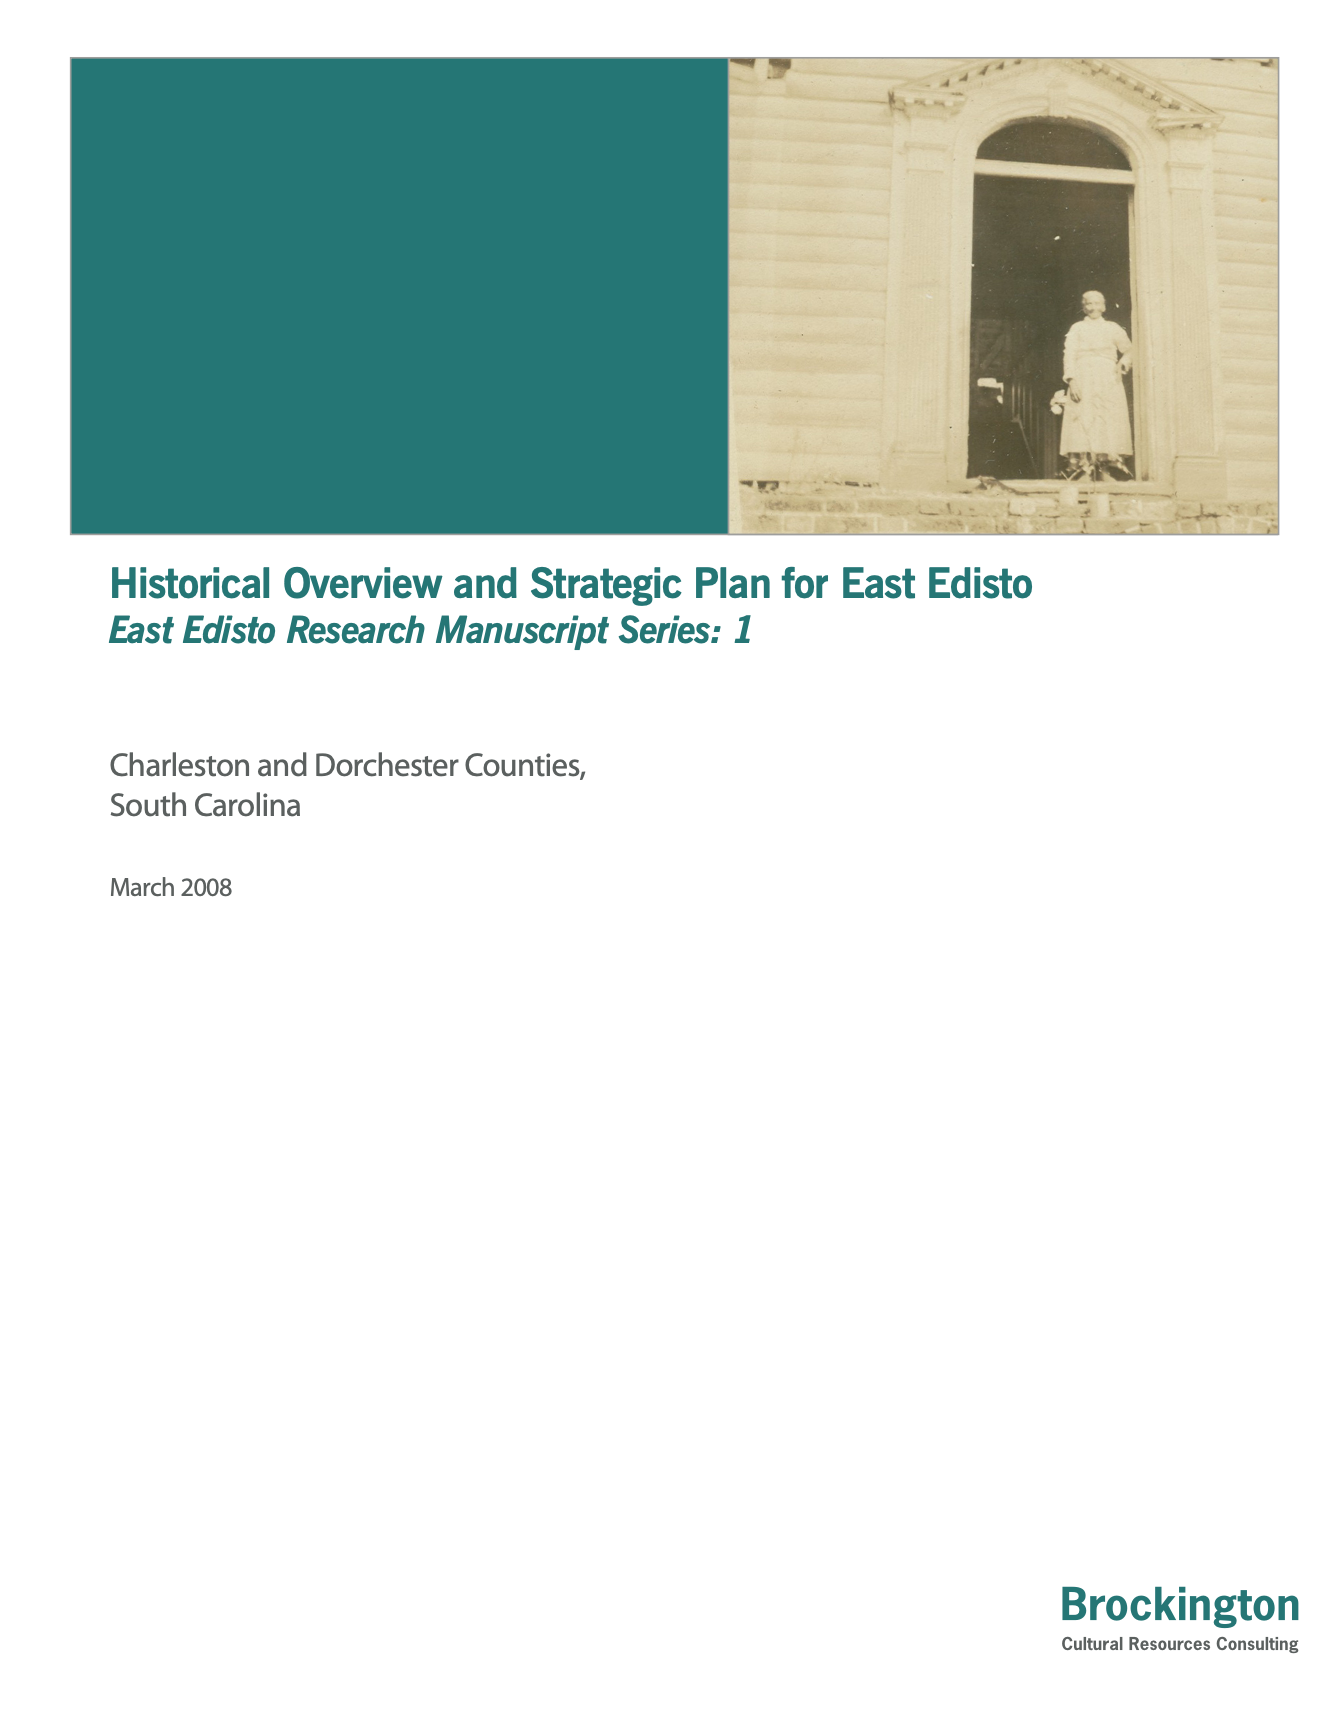 Historical Overview and Strategic Plan for East Edisto
East Edisto Research Manuscript Series: 1
Charleston and Dorchester Counties,
South Carolina
March 2008
Brockington
Cultural Resources Consulting